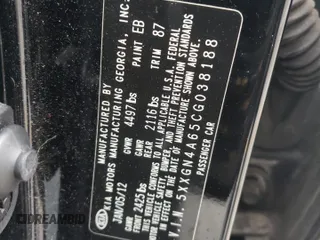 KIA
MANUFACTURED BY
KIA MOTORS MANUFACTURING GEORGIA, INC.
JAN/05/12
PAINT EB
TRIM 87
GVWR 4497lbs
GAWR
FRONT 2425lbs
REAR 2116lbs
THIS VEHICLE CONFORMS TO ALL APPLICABLE U.S.A. FEDERAL
MOTOR VEHICLE SAFETY, BUMPER, AND THEFT PREVENTION STANDARDS
IN EFFECT ON THE DATE OF MANUFACTURE SHOWN ABOVE.
V.I.N. 5XXGN4A65CG038188
PASSENGER CAR